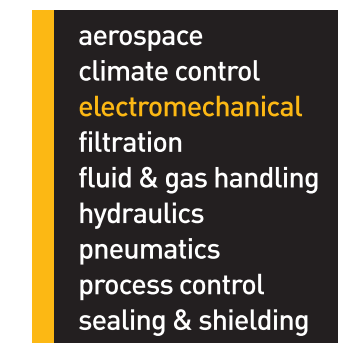 aerospace
climate control
electromechanical
filtration
fluid & gas handling
hydraulics
pneumatics
process control
sealing & shielding